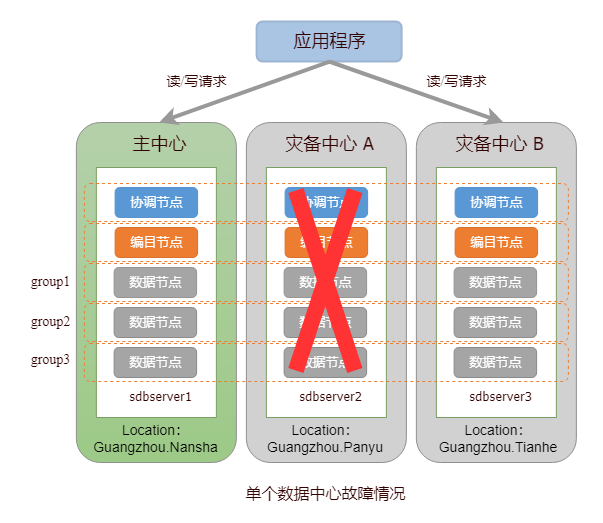 应用程序
读/写请求
读/写请求
主中心
灾备中心 A
灾备中心 B
协调节点
协调节点
协调节点
编目节点
编目节点
编目节点
group1
数据节点
数据节点
数据节点
group2
数据节点
数据节点
数据节点
group3
数据节点
数据节点
数据节点
sdbserver1
sdbserver2
sdbserver3
Location：
Guangzhou.Nansha
Location：
Guangzhou.Panyu
Location：
Guangzhou.Tianhe
单个数据中心故障情况